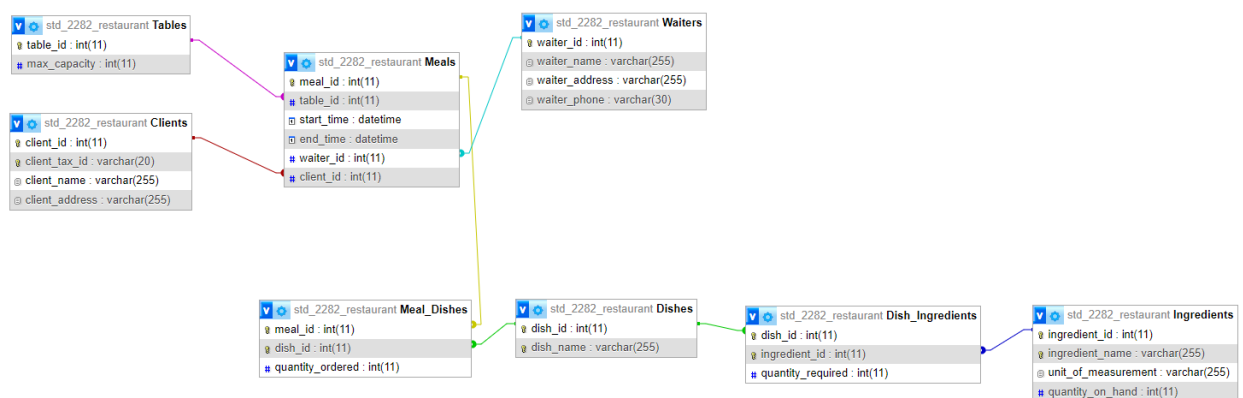 std_2282_restaurant Tables
table_id : int(11)
# max_capacity : int(11)
std_2282_restaurant Clients
client_id : int(11)
client_tax_id : varchar(20)
client_name : varchar(255)
client_address : varchar(255)
std_2282_restaurant Meals
meal_id : int(11)
# table_id : int(11)
start_time : datetime
end_time : datetime
# waiter_id : int(11)
# client_id : int(11)
std_2282_restaurant Waiters
waiter_id : int(11)
waiter_name : varchar(255)
waiter_address : varchar(255)
waiter_phone : varchar(30)
std_2282_restaurant Meal_Dishes
meal_id : int(11)
dish_id : int(11)
# quantity_ordered : int(11)
std_2282_restaurant Dishes
dish_id : int(11)
dish_name : varchar(255)
std_2282_restaurant Dish_Ingredients
dish_id : int(11)
ingredient_id : int(11)
# quantity_required : int(11)
std_2282_restaurant Ingredients
ingredient_id : int(11)
ingredient_name : varchar(255)
unit_of_measurement : varchar(255)
# quantity_on_hand : int(11)